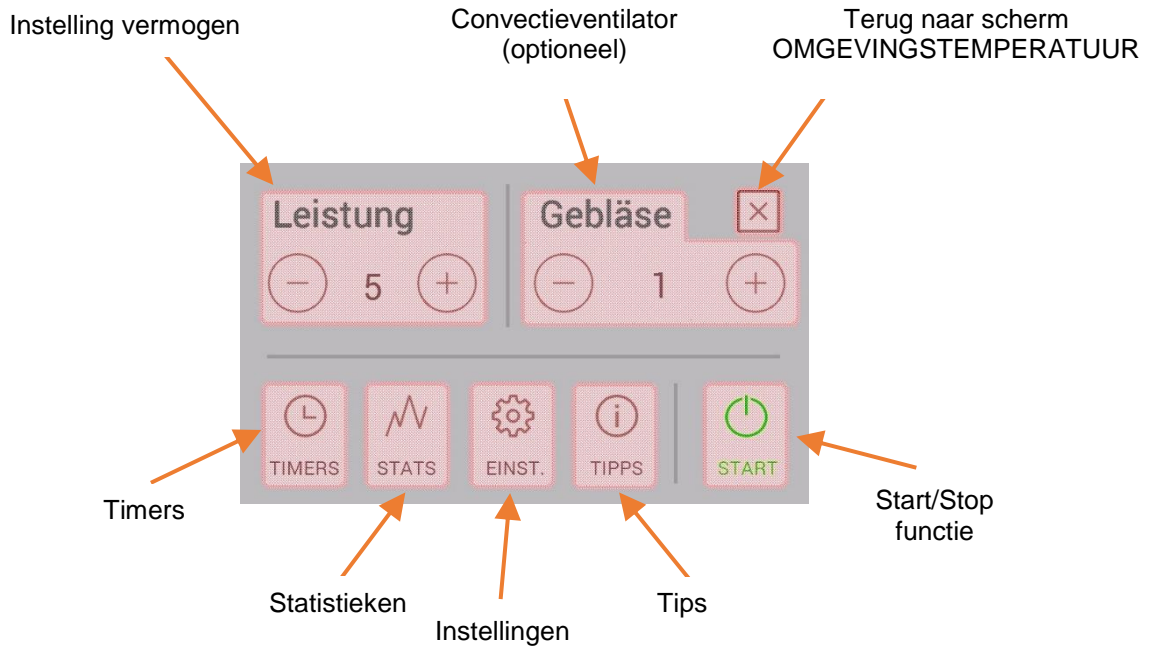 Instelling vermogen
Convectieventilator
(optioneel)
Terug naar scherm
OMGEVINGSTEMPERATUUR
Leistung
Gebläse
5
1
TIMERS
STATS
EINST.
TIPPS
START
Timers
Statistieken
Instellingen
Tips
Start/Stop
functie